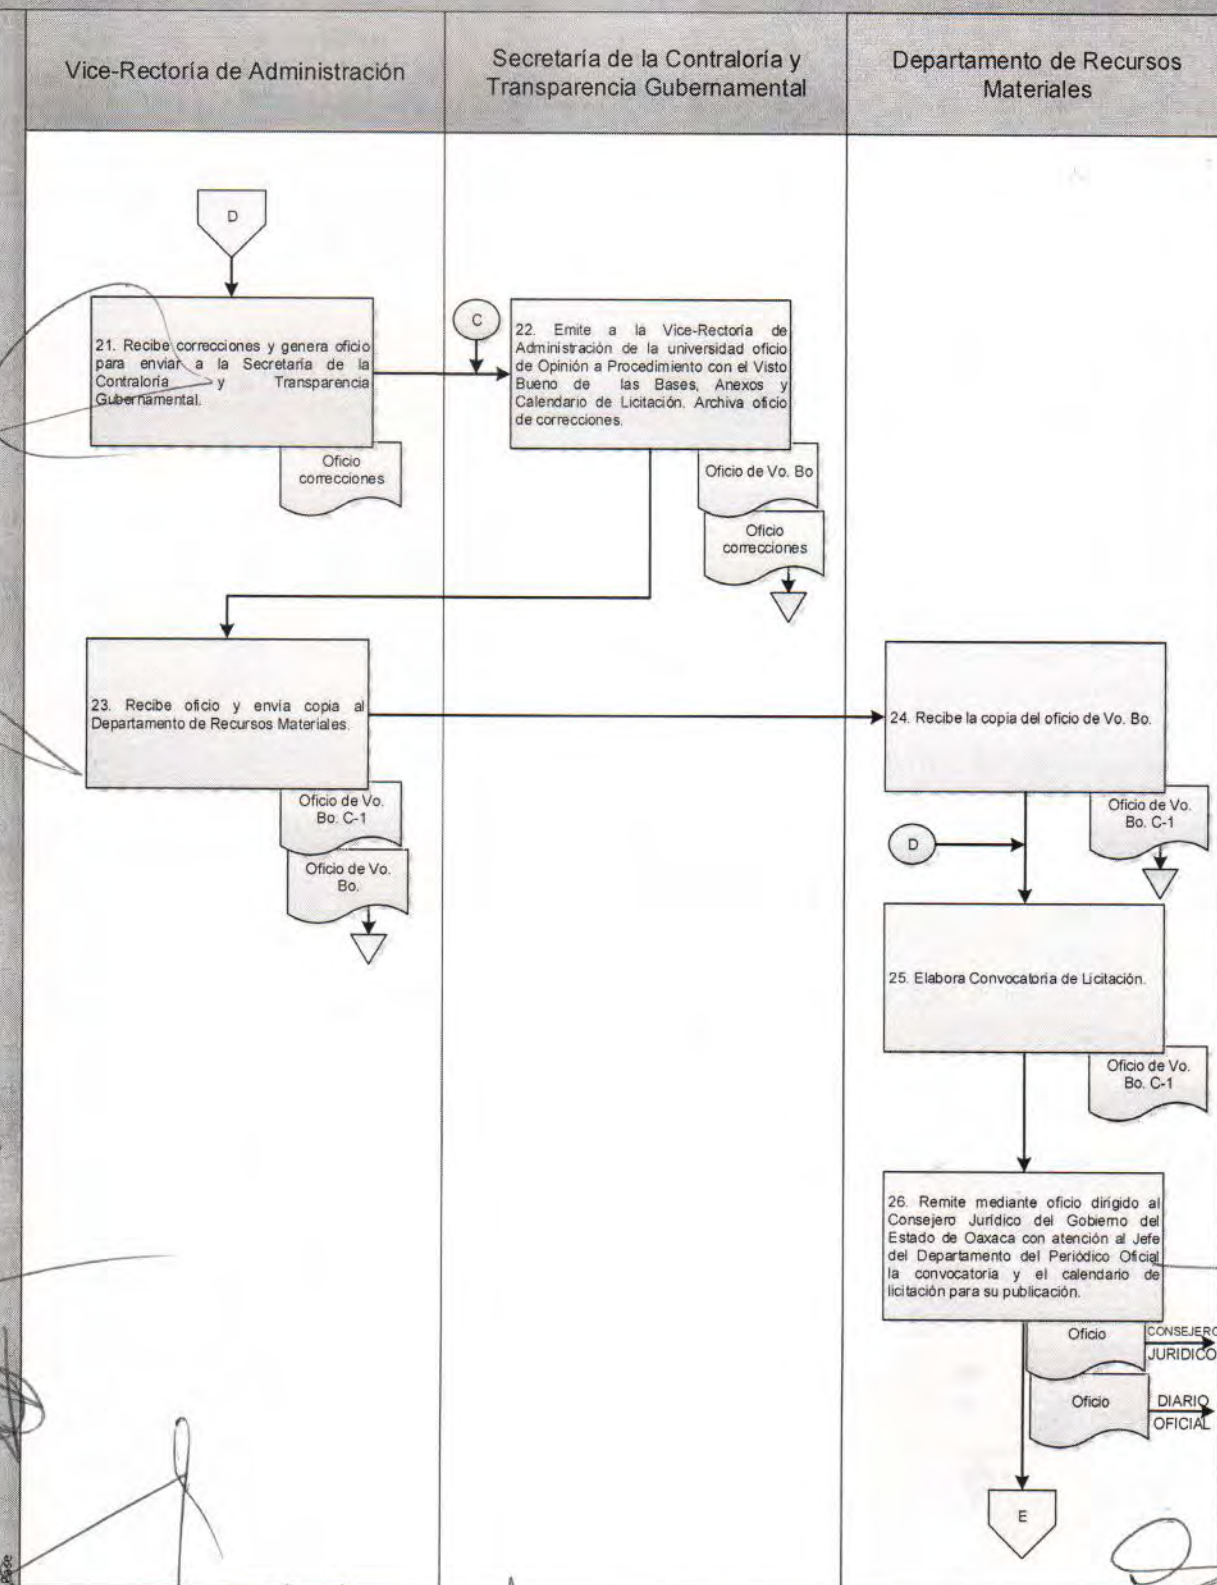 Vice-Rectoría de Administración
Secretaría de la Contraloría y
Transparencia Gubernamental
Departamento de Recursos
Materiales
D
21. Recibe correcciones y genera oficio
para enviar a la Secretaría de la
Contraloría y Transparencia
Gubernamental.
Oficio
correcciones
C
22. Emite a la Vice-Rectoría de
Administración de la universidad oficio
de Opinión a Procedimiento con el Visto
Bueno de las Bases, Anexos y
Calendario de Licitación. Archiva oficio
de correcciones.
Oficio de Vo. Bo
Oficio
correcciones
23. Recibe oficio y envía copia al
Departamento de Recursos Materiales.
Oficio de Vo.
Bo. C-1
Oficio de Vo.
Bo.
24. Recibe la copia del oficio de Vo. Bo.
Oficio de Vo.
Bo. C-1
D
25. Elabora Convocatoria de Licitación.
Oficio de Vo.
Bo. C-1
26. Remite mediante oficio dirigido al
Consejero Jurídico del Gobierno del
Estado de Oaxaca con atención al Jefe
del Departamento del Periódico Oficial
la convocatoria y el calendario de
licitación para su publicación.
Oficio
CONSEJERO
JURIDICO
Oficio
DIARIO
OFICIAL
E